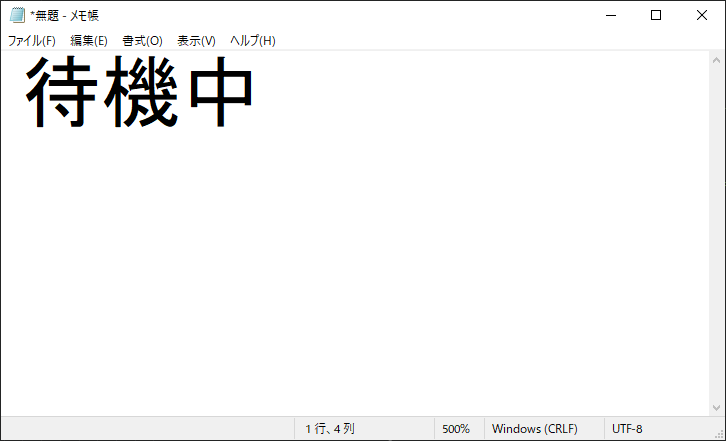 *無題 - メモ帳
ファイル(F) 編集(E) 書式(O) 表示(V) ヘルプ(H)
待機中
1 行、4 列 500% Windows (CRLF) UTF-8